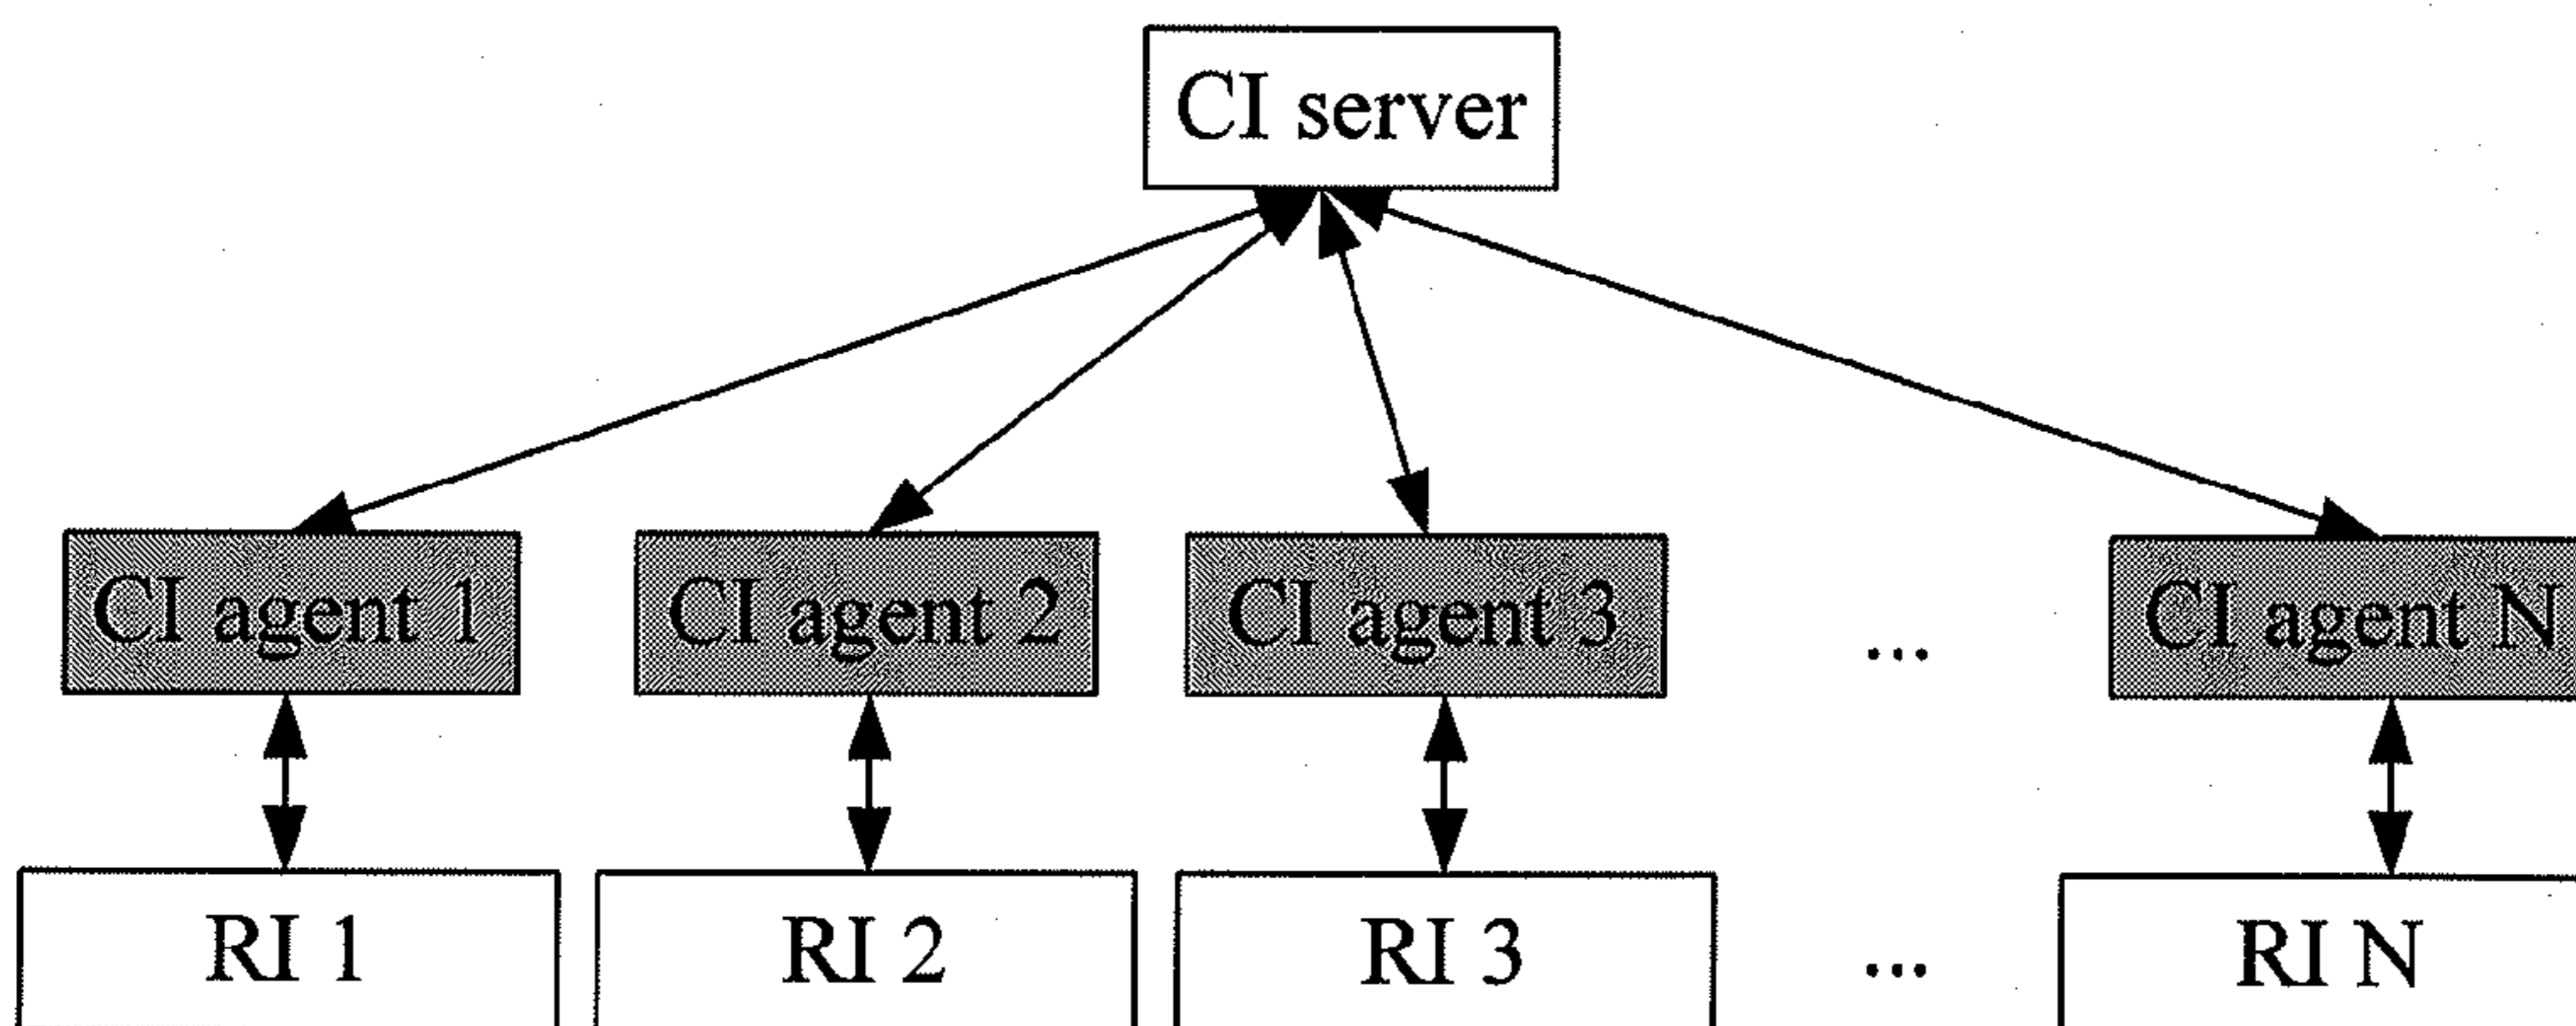 CI server
CI agent 1
CI agent 2
CI agent 3
...
CI agent N
RI 1
RI 2
RI 3
...
RI N